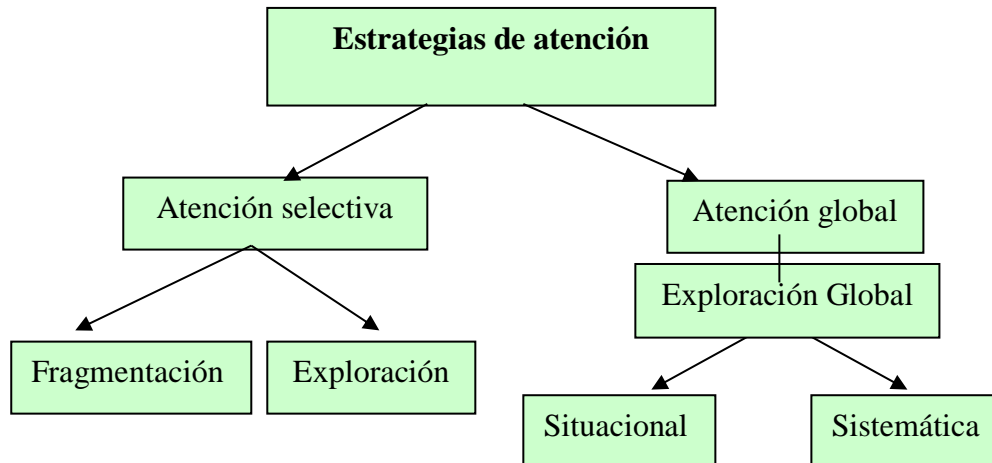 Estrategias de atención
Atención selectiva
Atención global
Exploración Global
Fragmentación
Exploración
Situacional
Sistemática